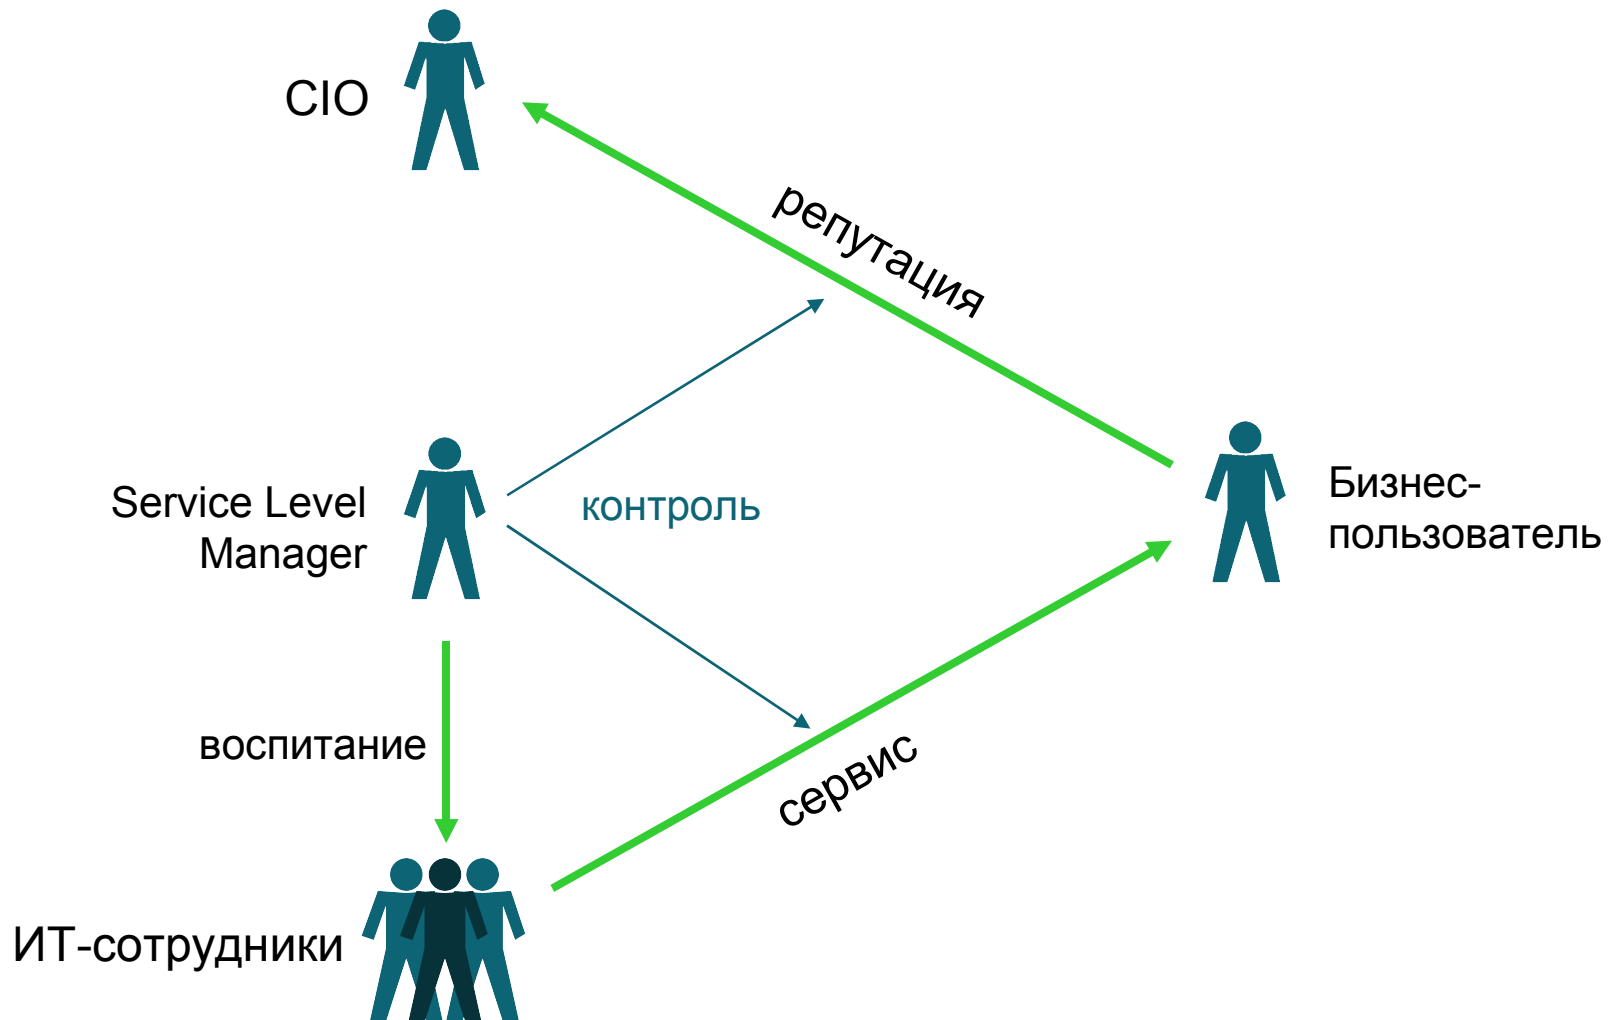 CIO
репутация
Service Level
Manager
контроль
Бизнес-
пользователь
воспитание
сервис
ИТ-сотрудники